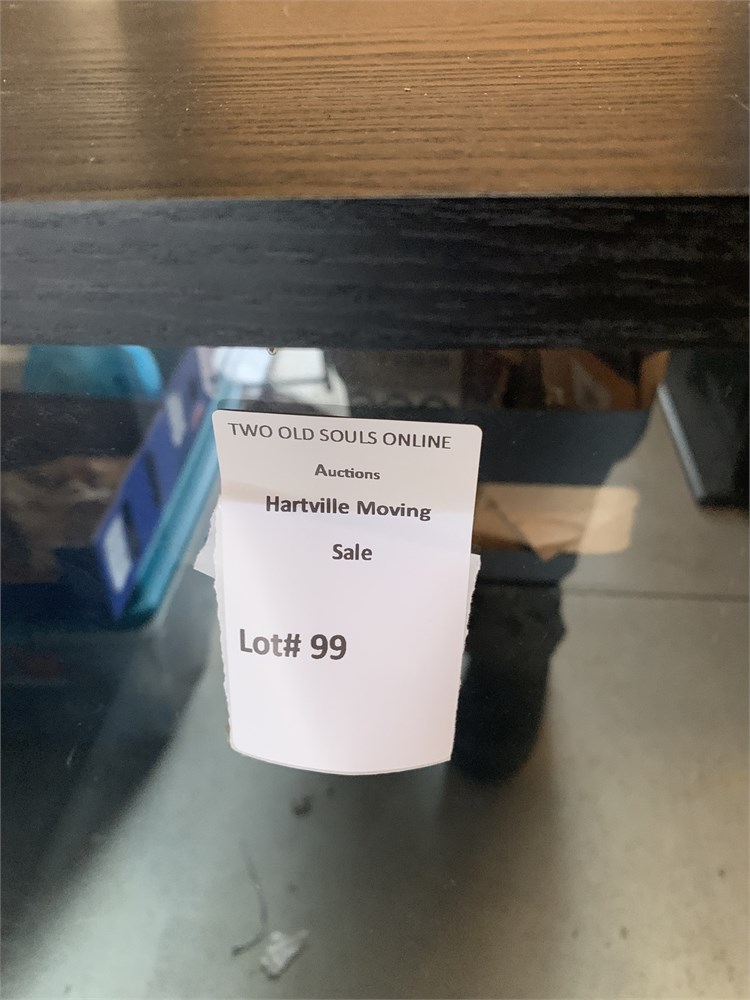 TWO OLD SOULS ONLINE
Auctions
Hartville Moving
Sale
Lot# 99